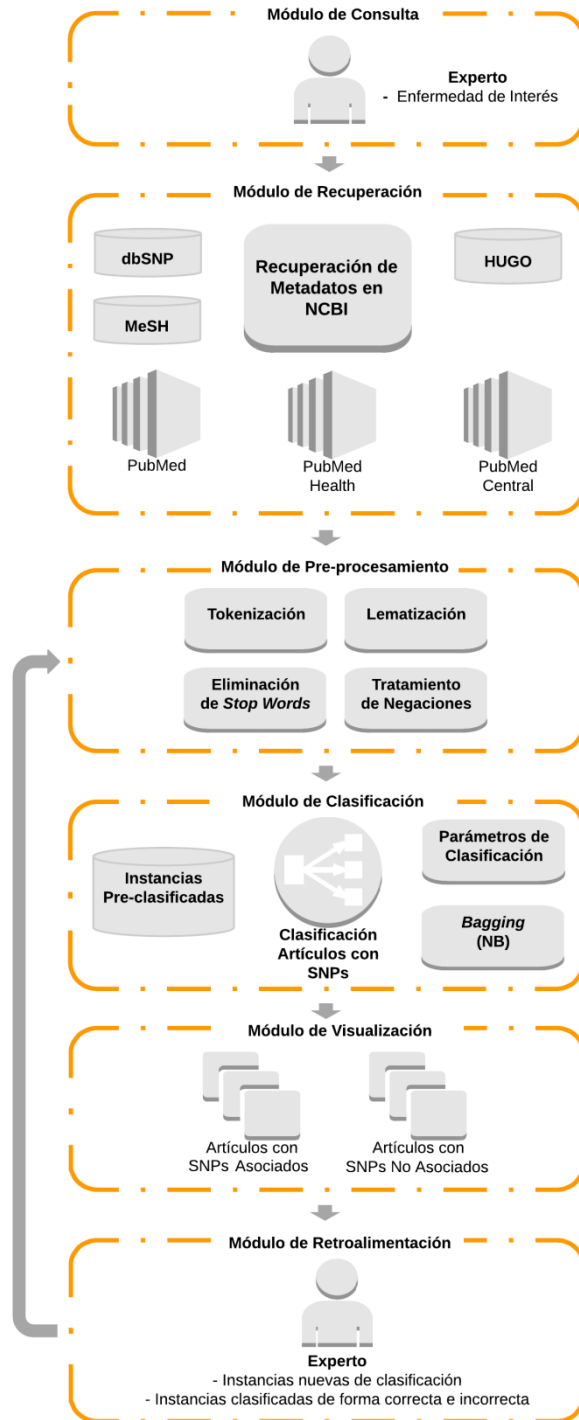 Módulo de Consulta
Experto
- Enfermedad de Interés
Módulo de Recuperación
dbSNP
MeSH
Recuperación de
Metadatos en
NCBI
HUGO
PubMed
PubMed
Health
PubMed
Central
Módulo de Pre-procesamiento
Tokenización
Lematización
Eliminación
de Stop Words
Tratamiento
de Negaciones
Módulo de Clasificación
Instancias
Pre-clasificadas
Clasificación
Artículos con
SNPs
Parámetros de
Clasificación
Bagging
(NB)
Módulo de Visualización
Artículos con
SNPs Asociados
Artículos con
SNPs No Asociados
Módulo de Retroalimentación
Experto
- Instancias nuevas de clasificación
- Instancias clasificadas de forma correcta e incorrecta